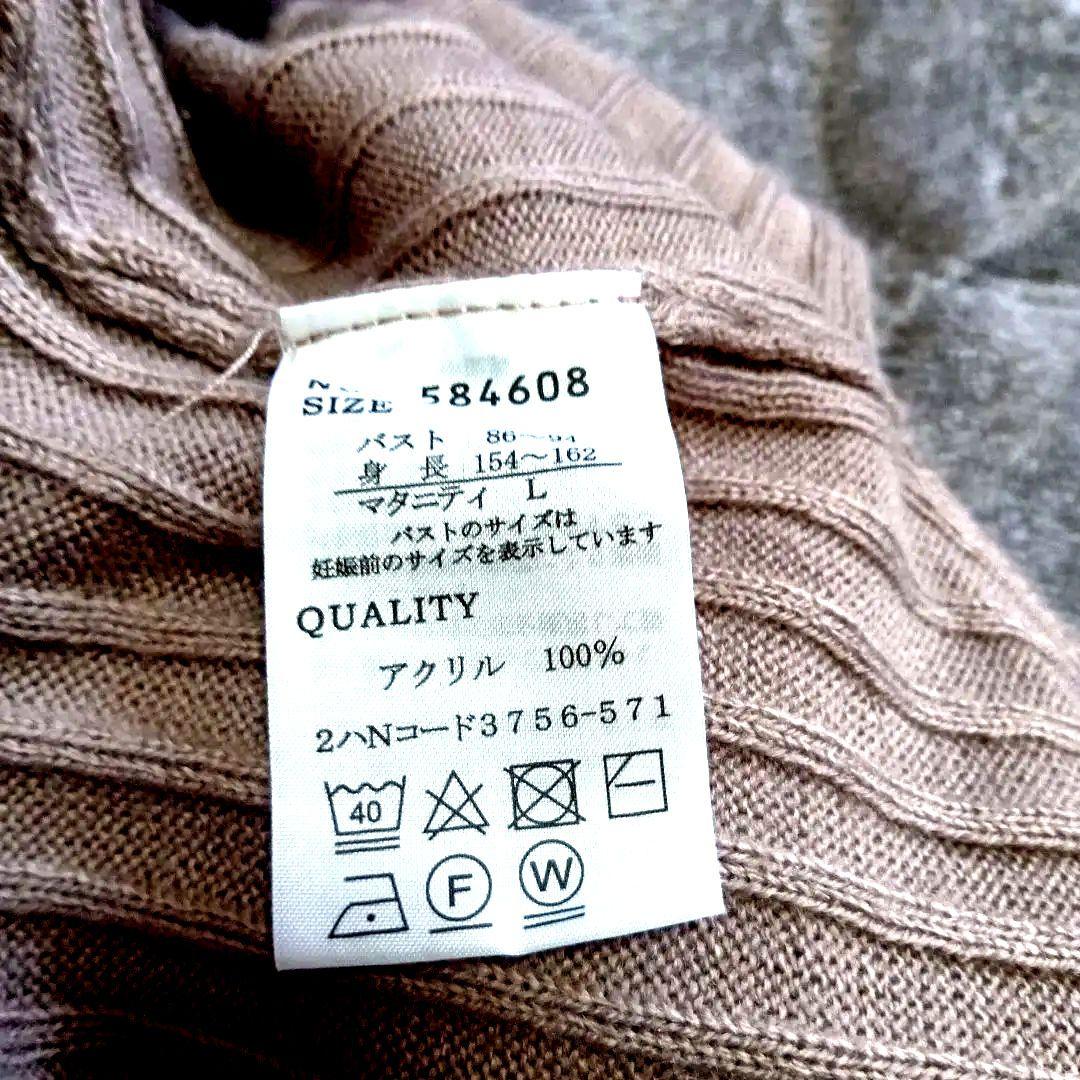 SIZE 584608
バスト 86～94
身 長 154～162
マタニティ L
バストのサイズは
妊娠前のサイズを表示しています
QUALITY
アクリル 100%
2ハNコード3756-571
40
F W